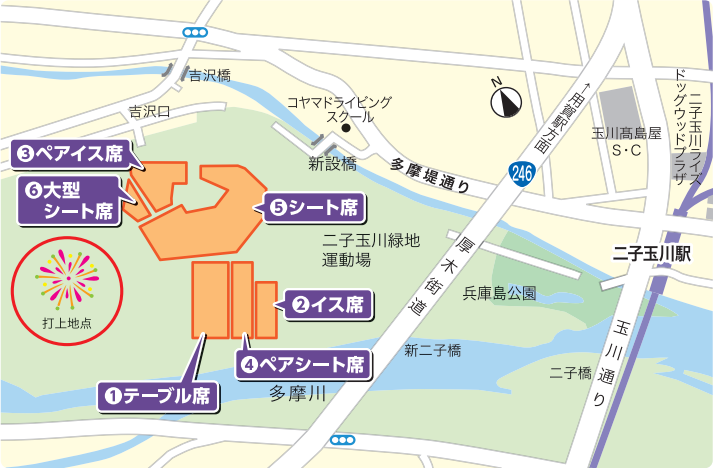 吉沢橋
吉沢口
コヤマドライビング
スクール
新設橋
N
多摩堤通り
246
←用賀駅方面
玉川髙島屋
S・C
二子玉川ライズ
ドッグウッドプラザ
二子玉川駅
❸ペアイス席
❻大型
シート席
❺シート席
二子玉川緑地
運動場
厚木街道
兵庫島公園
打上地点
❷イス席
❹ペアシート席
❶テーブル席
新二子橋
二子橋
玉川通り
多摩川